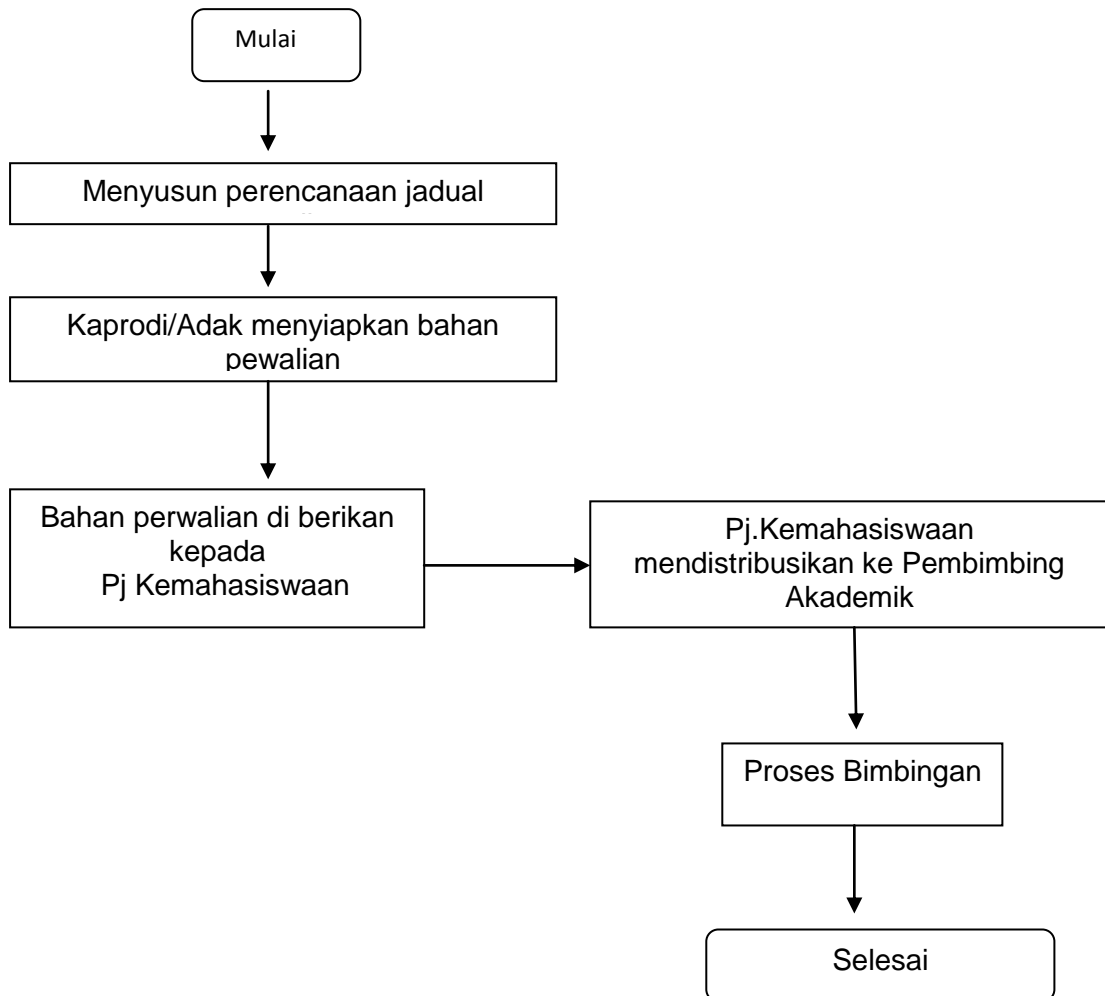 Mulai
Menyusun perencanaan jadual
Kaprodi/Adak menyiapkan bahan
pewalian
Bahan perwalian di berikan
kepada
Pj Kemahasiswaan
Pj.Kemahasiswaan
mendistribusikan ke Pembimbing
Akademik
Proses Bimbingan
Selesai